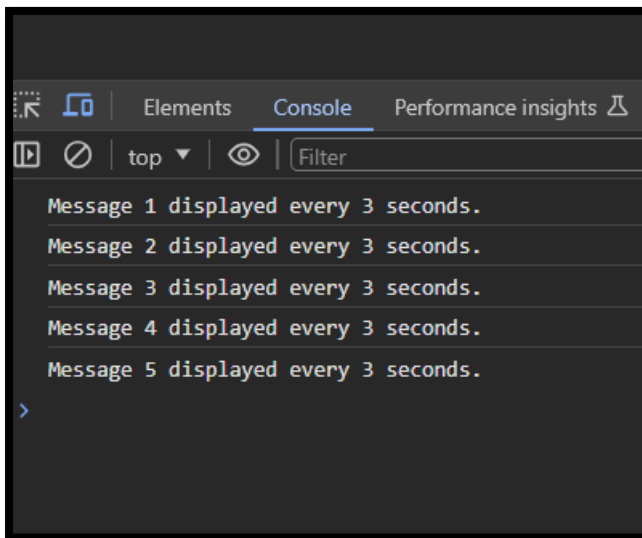 Elements Console Performance insights
top Filter
Message 1 displayed every 3 seconds.
Message 2 displayed every 3 seconds.
Message 3 displayed every 3 seconds.
Message 4 displayed every 3 seconds.
Message 5 displayed every 3 seconds.